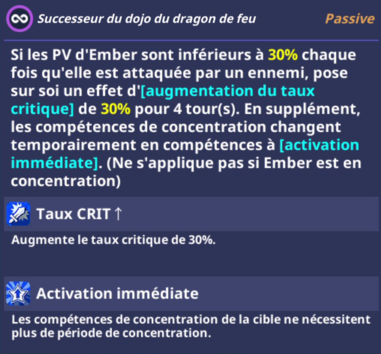 Successeur du dojo du dragon de feu Passive
Si les PV d'Ember sont inférieurs à 30% chaque
fois qu'elle est attaquée par un ennemi, pose
sur soi un effet d'[augmentation du taux
critique] de 30% pour 4 tour(s). En supplément,
les compétences de concentration changent
temporairement en compétences à [activation
immédiate]. (Ne s'applique pas si Ember est en
concentration)
Taux CRIT ↑
Augmente le taux critique de 30%.
Activation immédiate
Les compétences de concentration de la cible ne nécessitent
plus de période de concentration.